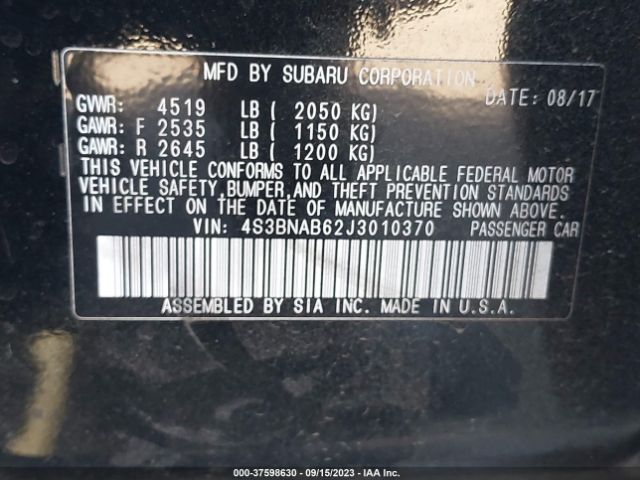 MFD BY SUBARU CORPORATION DATE: 08/17
GVWR: 4519 LB ( 2050 KG)
GAWR: F 2535 LB ( 1150 KG)
GAWR: R 2645 LB ( 1200 KG)
THIS VEHICLE CONFORMS TO ALL APPLICABLE FEDERAL MOTOR
VEHICLE SAFETY, BUMPER, AND THEFT PREVENTION STANDARDS
IN EFFECT ON THE DATE OF MANUFACTURE SHOWN ABOVE.
VIN: 4S3BNAB62J3010370 PASSENGER CAR
ASSEMBLED BY SIA INC. MADE IN U.S.A.
000-37598630 - 09/15/2023 - IAA Inc.